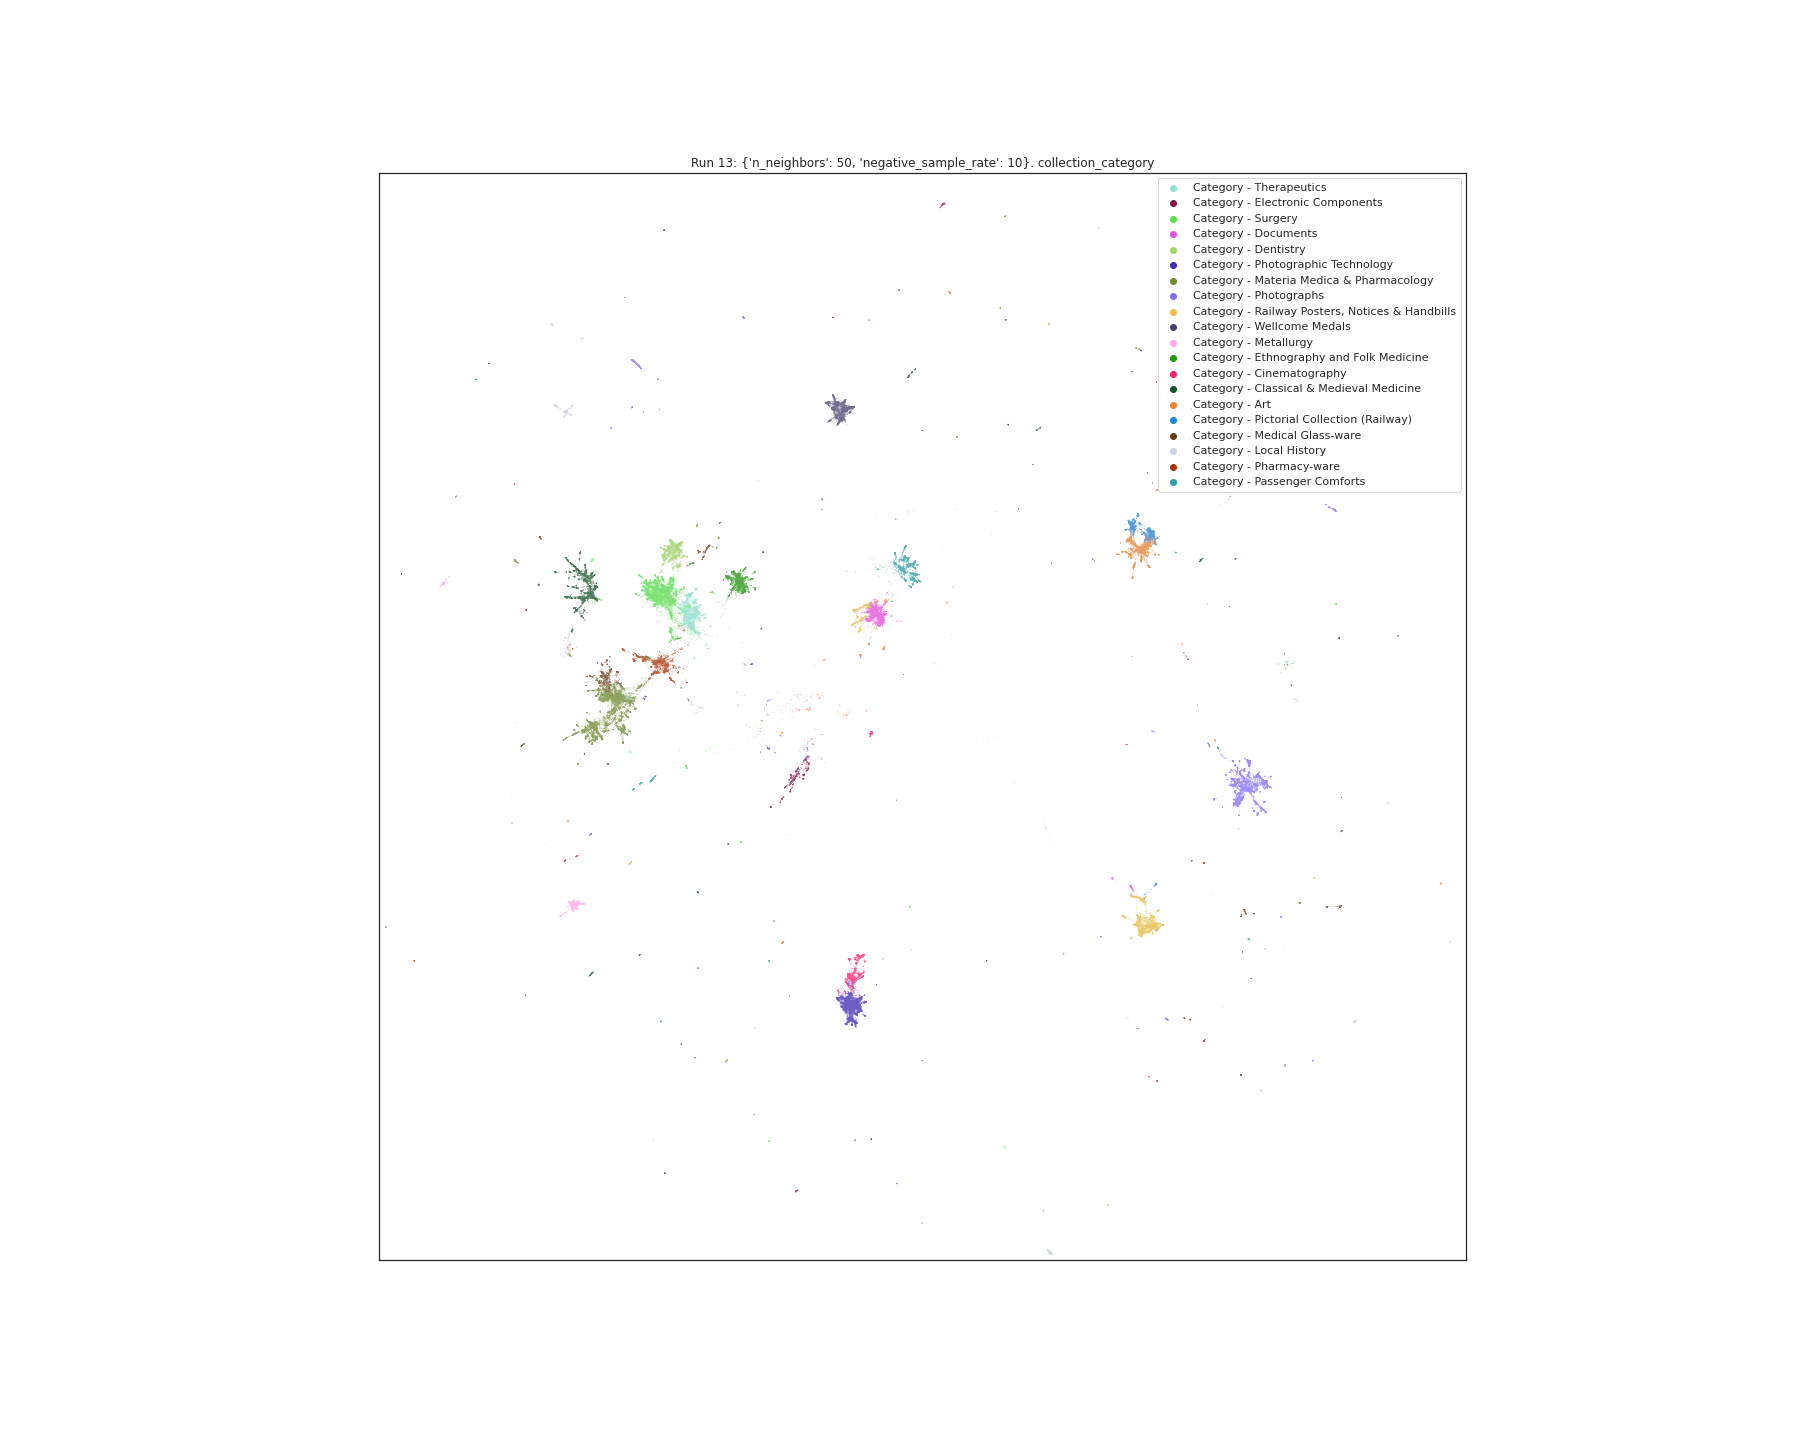 Run 13: {'n_neighbors': 50, 'negative_sample_rate': 10}. collection_category
Category - Therapeutics
Category - Electronic Components
Category - Surgery
Category - Documents
Category - Dentistry
Category - Photographic Technology
Category - Materia Medica & Pharmacology
Category - Photographs
Category - Railway Posters, Notices & Handbills
Category - Wellcome Medals
Category - Metallurgy
Category - Ethnography and Folk Medicine
Category - Cinematography
Category - Classical & Medieval Medicine
Category - Art
Category - Pictorial Collection (Railway)
Category - Medical Glass-ware
Category - Local History
Category - Pharmacy-ware
Category - Passenger Comforts